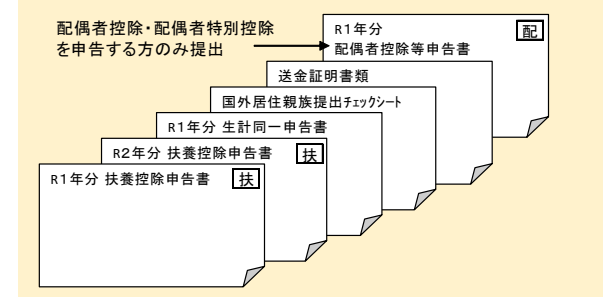 配偶者控除・配偶者特別控除
を申告する方のみ提出
R1年分
配偶者控除等申告書
配
送金証明書類
国外居住親族提出ﾁｪｯｸｼｰﾄ
R1年分 生計同一申告書
R2年分 扶養控除申告書
扶
R1年分 扶養控除申告書
扶